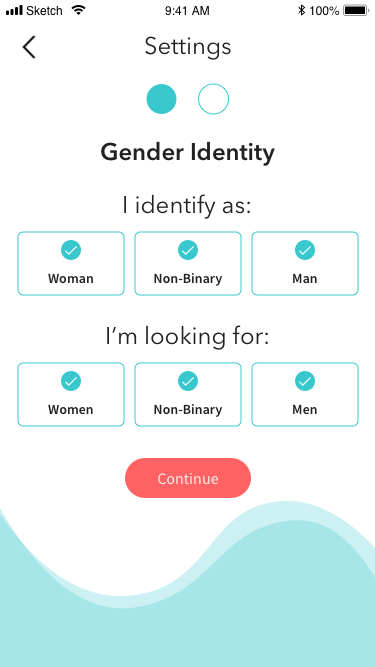 Sketch 9:41 AM 100%
Settings
Gender Identity
I identify as:
Woman Non-Binary Man
I’m looking for:
Women Non-Binary Men
Continue